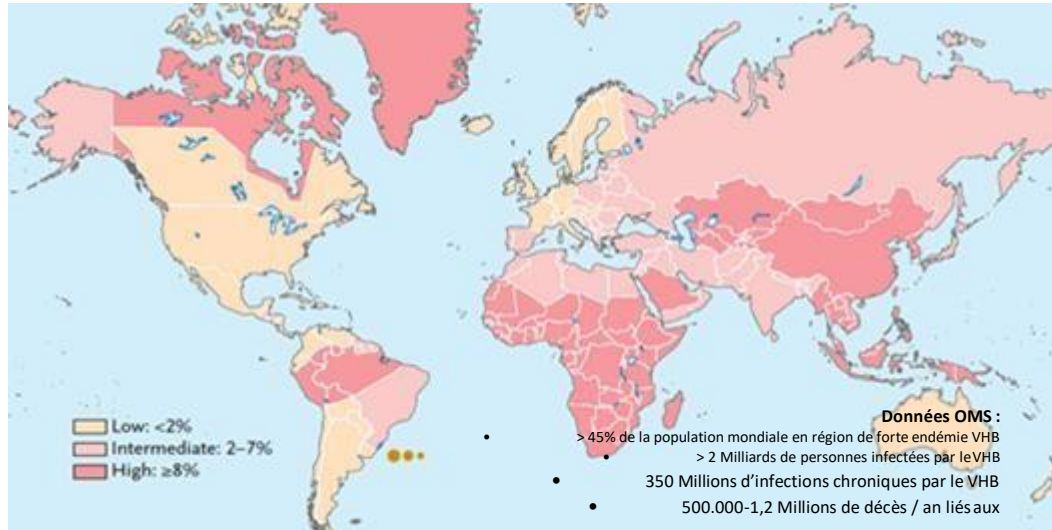 Low: <2%
Intermediate: 2–7%
High: ≥8%
Données OMS :
• > 45% de la population mondiale en région de forte endémie VHB
• > 2 Milliards de personnes infectées par le VHB
• 350 Millions d’infections chroniques par le VHB
• 500.000-1,2 Millions de décès / an liés aux